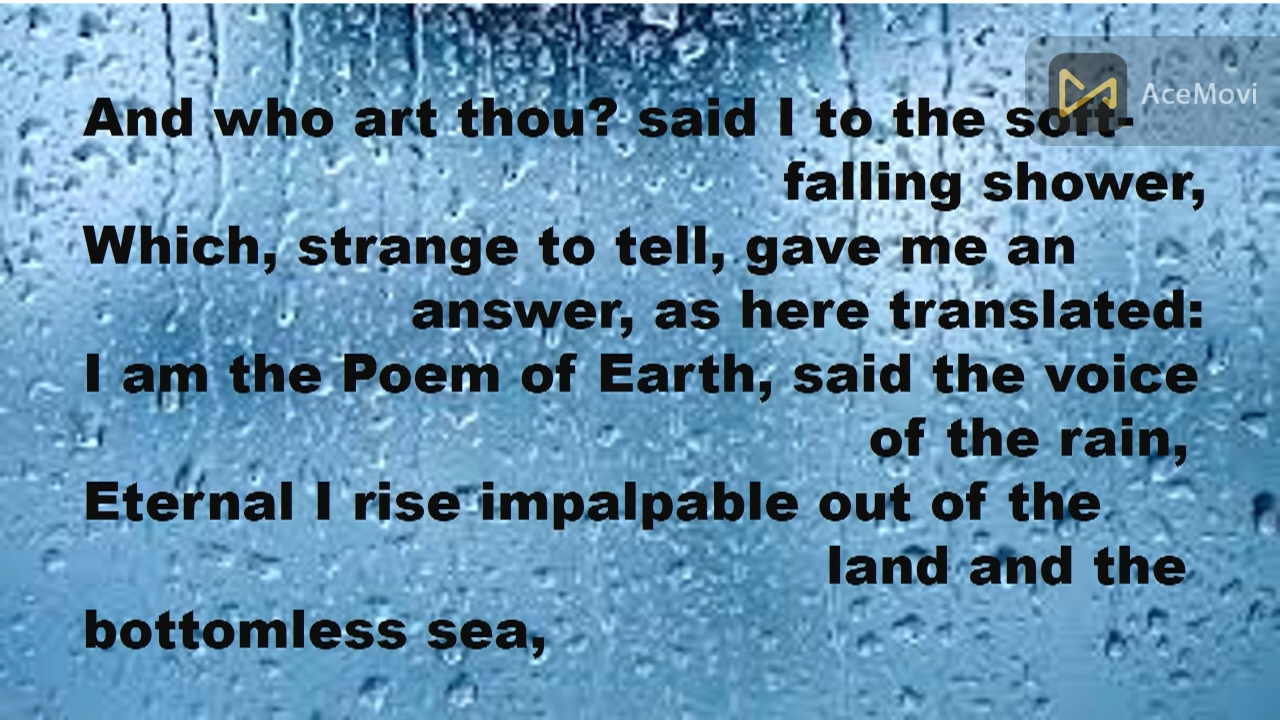 AceMovi
And who art thou? said I to the soft-
falling shower,
Which, strange to tell, gave me an
answer, as here translated:
I am the Poem of Earth, said the voice
of the rain,
Eternal I rise impalpable out of the
land and the
bottomless sea,